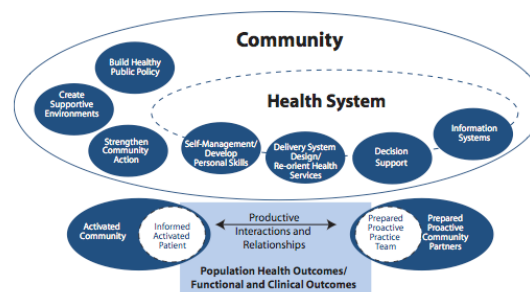 Community
Build Healthy
Public Policy
Create
Supportive
Environments
Health System
Strengthen
Community
Action
Self-Management/
Develop
Personal Skills
Delivery System
Design/
Re-orient Health
Services
Decision
Support
Information
Systems
Activated
Community
Informed
Activated
Patient
Productive
Interactions and
Relationships
Prepared
Proactive
Practice
Team
Prepared
Proactive
Community
Partners
Population Health Outcomes/
Functional and Clinical Outcomes